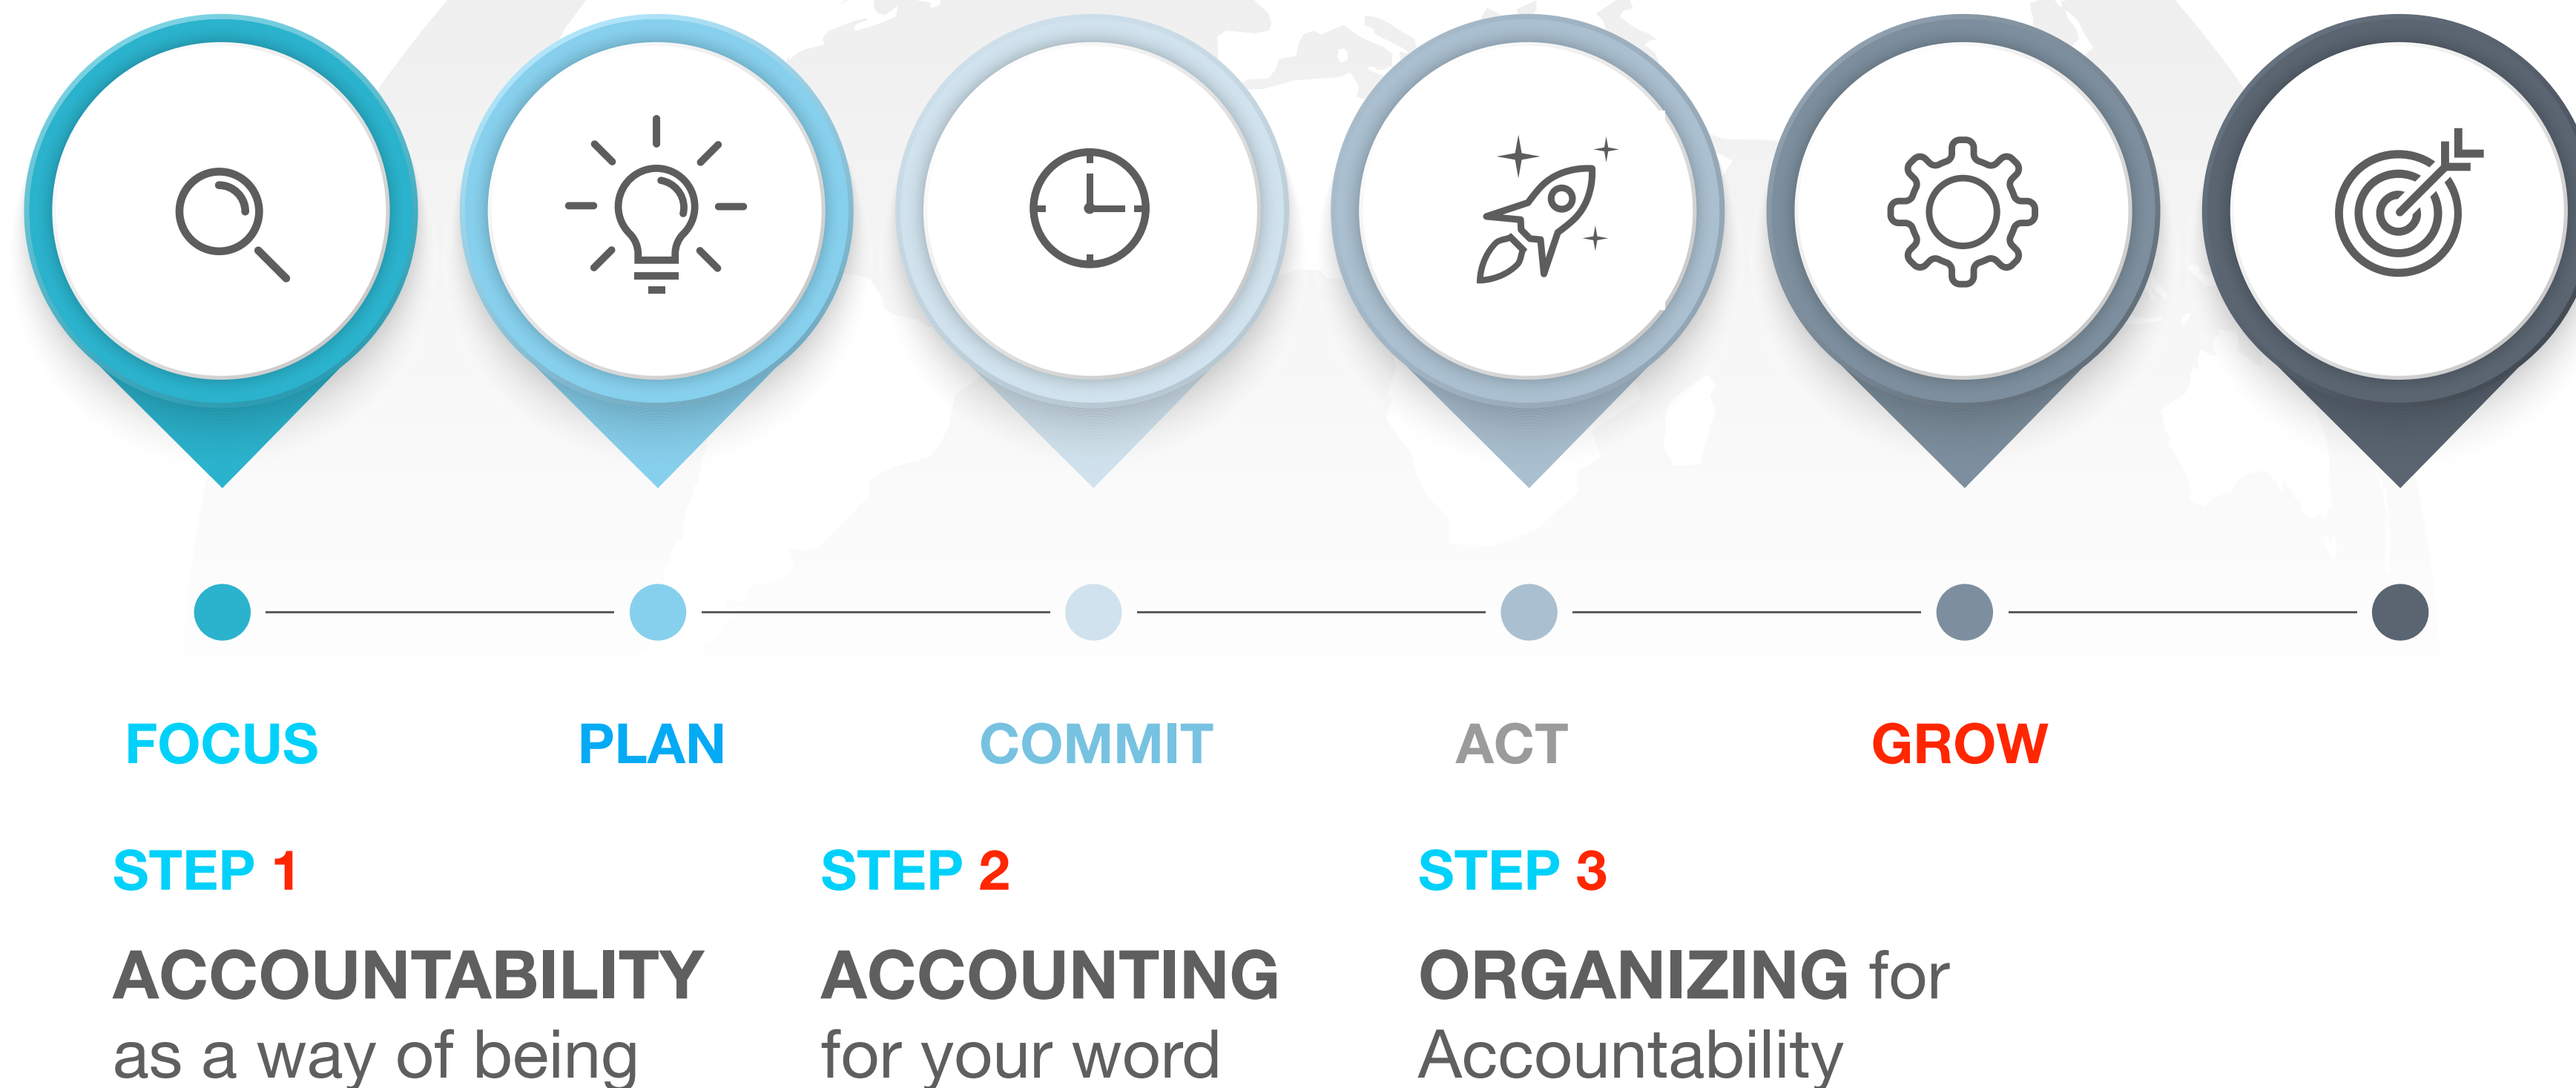 FOCUS PLAN COMMIT ACT GROW
STEP 1
ACCOUNTABILITY
as a way of being
STEP 2
ACCOUNTING
for your word
STEP 3
ORGANIZING for
Accountability